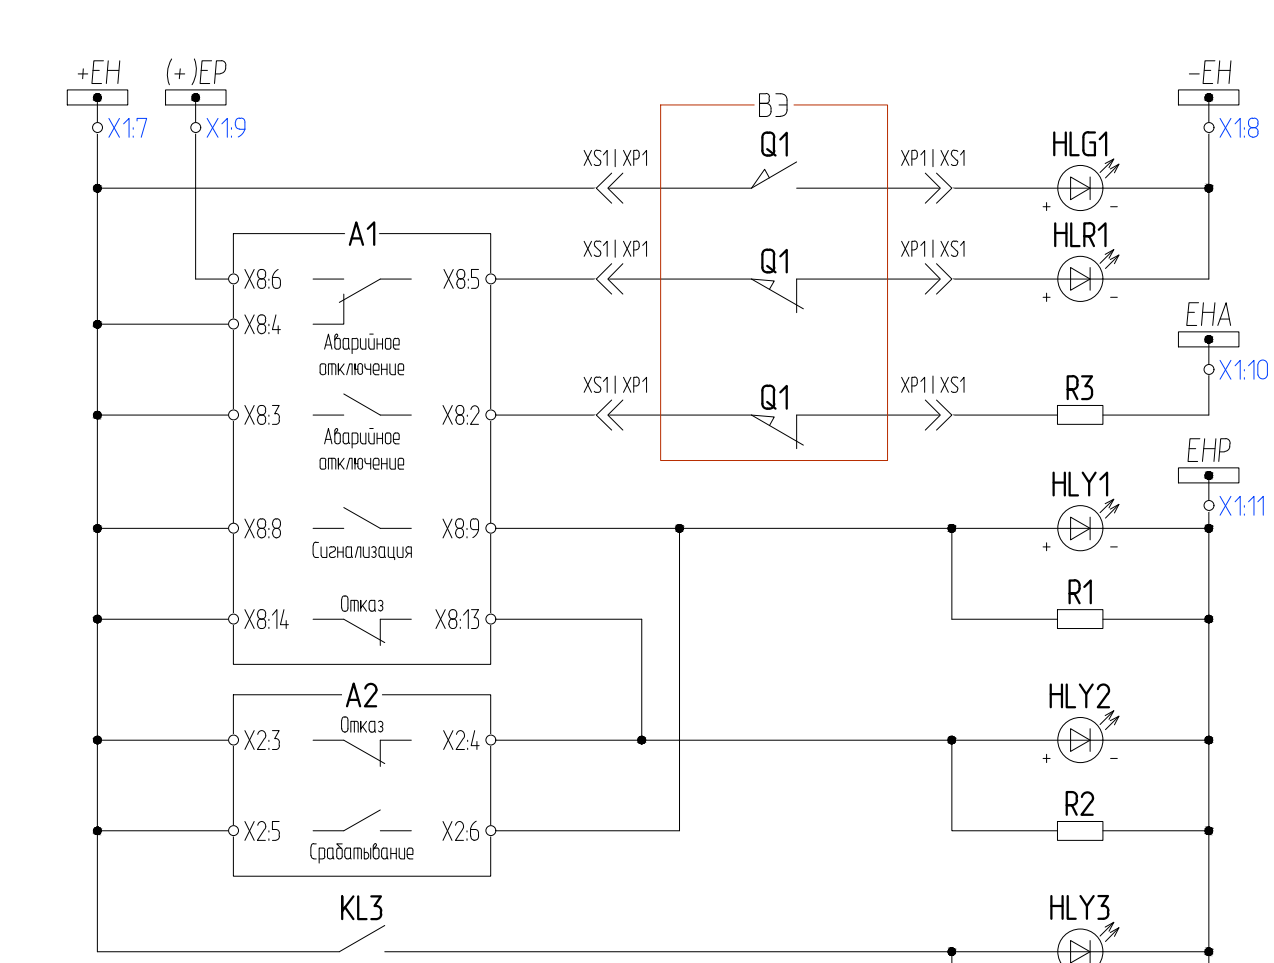 +EH
(+)EP
-EH
X1:7
X1:9
X1:8
ВЭ
Q1
HLG1
XS1 | XP1
XP1 | XS1
+
-
A1
HLR1
XS1 | XP1
Q1
XP1 | XS1
X8:6
X8:5
+
-
X8:4
EHA
Аварийное
отключение
X1:10
XS1 | XP1
Q1
XP1 | XS1
R3
X8:3
X8:2
Аварийное
отключение
EHP
HLY1
X1:11
X8:8
X8:9
Сигнализация
+
-
R1
Отказ
X8:14
X8:13
A2
HLY2
Отказ
X2:3
X2:4
+
-
R2
X2:5
X2:6
Срабатывание
KL3
HLY3